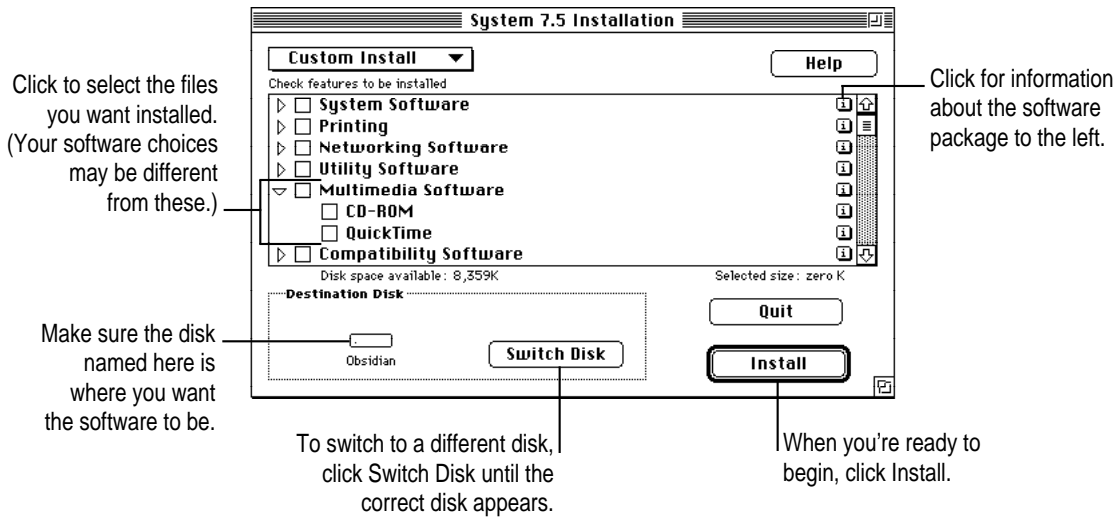 System 7.5 Installation
Custom Install
Help
Check features to be installed
System Software
Printing
Networking Software
Utility Software
Multimedia Software
CD-ROM
QuickTime
Compatibility Software
Disk space available: 8,359K
Selected size: zero K
Destination Disk
Obsidian
Switch Disk
Quit
Install
Click to select the files
you want installed.
(Your software choices
may be different
from these.)
Click for information
about the software
package to the left.
Make sure the disk
named here is
where you want
the software to be.
To switch to a different disk,
click Switch Disk until the
correct disk appears.
When you're ready to
begin, click Install.